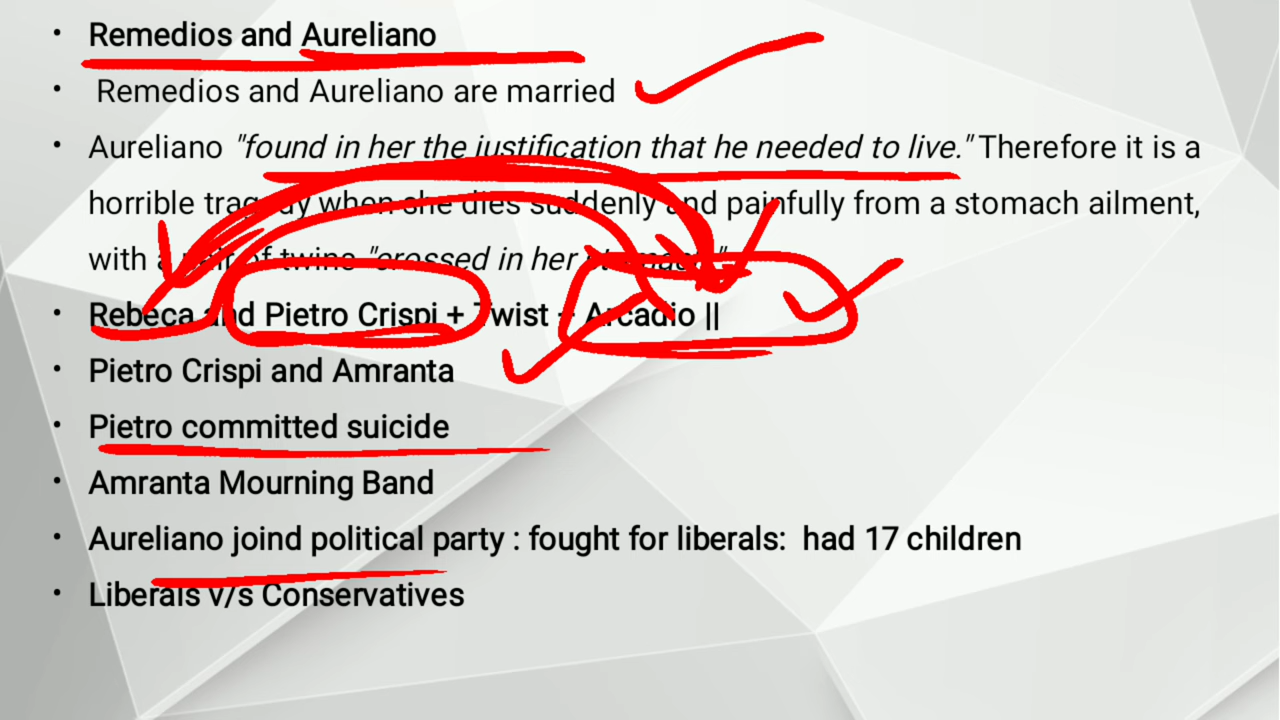 • Remedios and Aureliano
• Remedios and Aureliano are married
• Aureliano "found in her the justification that he needed to live." Therefore it is a
horrible tragedy when she dies suddenly and painfully from a stomach ailment,
with a pair of twins "crossed in her stomach."
• Rebeca and Pietro Crispi + Twist - Arcadio ||
• Pietro Crispi and Amranta
• Pietro committed suicide
• Amranta Mourning Band
• Aureliano joind political party : fought for liberals: had 17 children
• Liberals v/s Conservatives